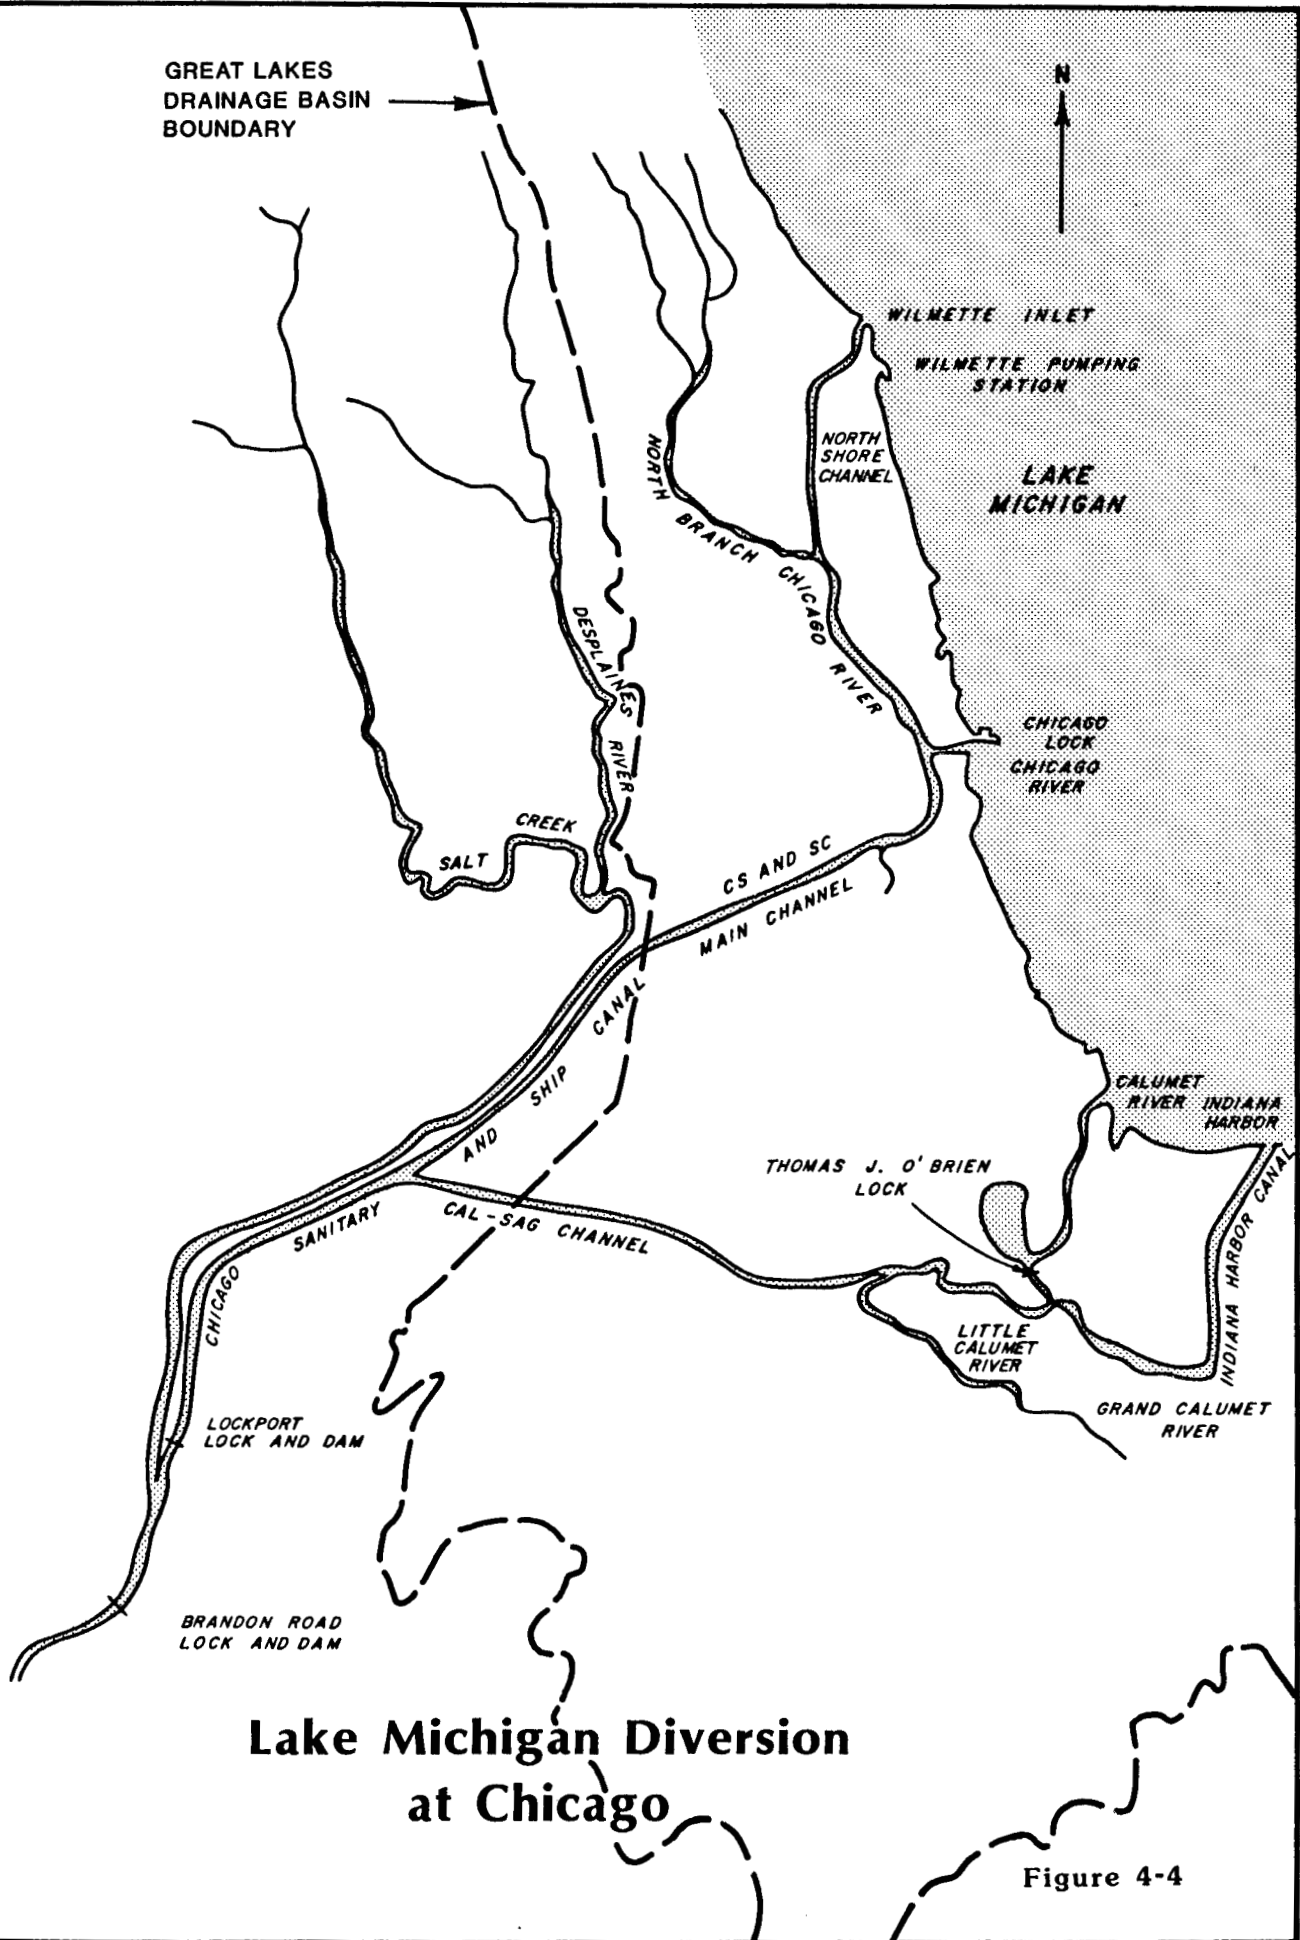 GREAT LAKES
DRAINAGE BASIN
BOUNDARY
N
WILMETTE INLET
WILMETTE PUMPING
STATION
NORTH
SHORE
CHANNEL
LAKE
MICHIGAN
NORTH BRANCH CHICAGO RIVER
DESPLAINES RIVER
CHICAGO
LOCK
CHICAGO
RIVER
SALT CREEK
CS AND SC
MAIN CHANNEL
CHICAGO SANITARY AND SHIP CANAL
CALUMET
RIVER
INDIANA
HARBOR
THOMAS J. O'BRIEN
LOCK
INDIANA HARBOR CANAL
CAL-SAG CHANNEL
LITTLE
CALUMET
RIVER
GRAND CALUMET
RIVER
LOCKPORT
LOCK AND DAM
BRANDON ROAD
LOCK AND DAM
Lake Michigan Diversion
at Chicago
Figure 4-4